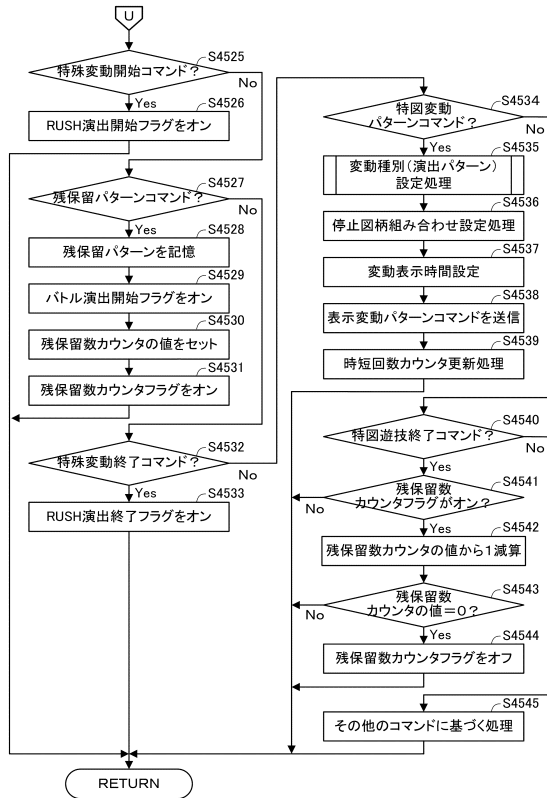 U
特殊変動開始コマンド?
S4525
No
Yes
S4526
RUSH演出開始フラグをオン
残保留パターンコマンド?
S4527
No
Yes
S4528
残保留パターンを記憶
S4529
バトル演出開始フラグをオン
S4530
残保留数カウンタの値をセット
S4531
残保留数カウンタフラグをオン
特殊変動終了コマンド?
S4532
No
Yes
S4533
RUSH演出終了フラグをオン
RETURN
特図変動
パターンコマンド?
S4534
No
Yes
S4535
変動種別(演出パターン)
設定処理
S4536
停止図柄組み合わせ設定処理
S4537
変動表示時間設定
S4538
表示変動パターンコマンドを送信
S4539
時短回数カウンタ更新処理
特図遊技終了コマンド?
S4540
No
Yes
S4541
残保留数
カウンタフラグがオン?
No
Yes
S4542
残保留数カウンタの値から1減算
S4543
残保留数
カウンタの値=0?
No
Yes
S4544
残保留数カウンタフラグをオフ
S4545
その他のコマンドに基づく処理